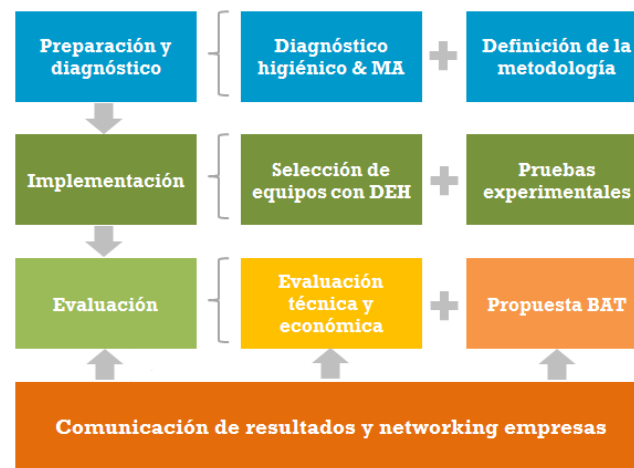 Preparación y
diagnóstico
Diagnóstico
higiénico & MA
Definición de la
metodología
Implementación
Selección de
equipos con DEH
Pruebas
experimentales
Evaluación
Evaluación
técnica y
económica
Propuesta BAT
Comunicación de resultados y networking empresas